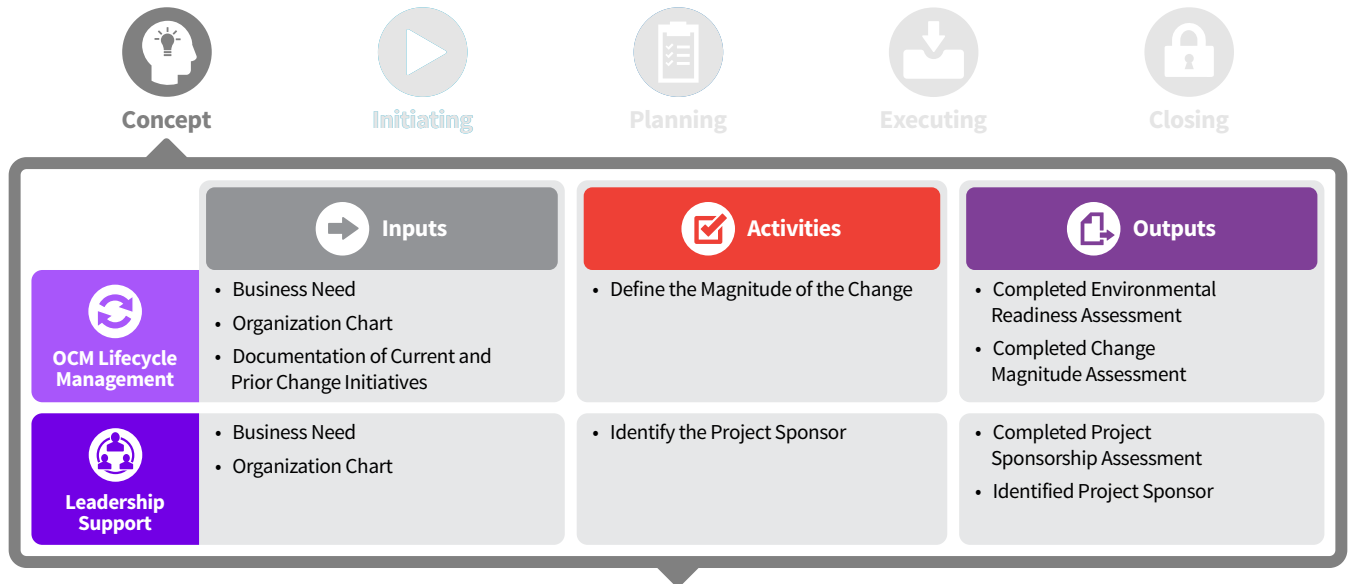 Concept
Initiating
Planning
Executing
Closing
Inputs
Activities
Outputs
OCM Lifecycle
Management
• Business Need
• Organization Chart
• Documentation of Current and
Prior Change Initiatives
• Define the Magnitude of the Change
• Completed Environmental
Readiness Assessment
• Completed Change
Magnitude Assessment
Leadership
Support
• Business Need
• Organization Chart
• Identify the Project Sponsor
• Completed Project
Sponsorship Assessment
• Identified Project Sponsor